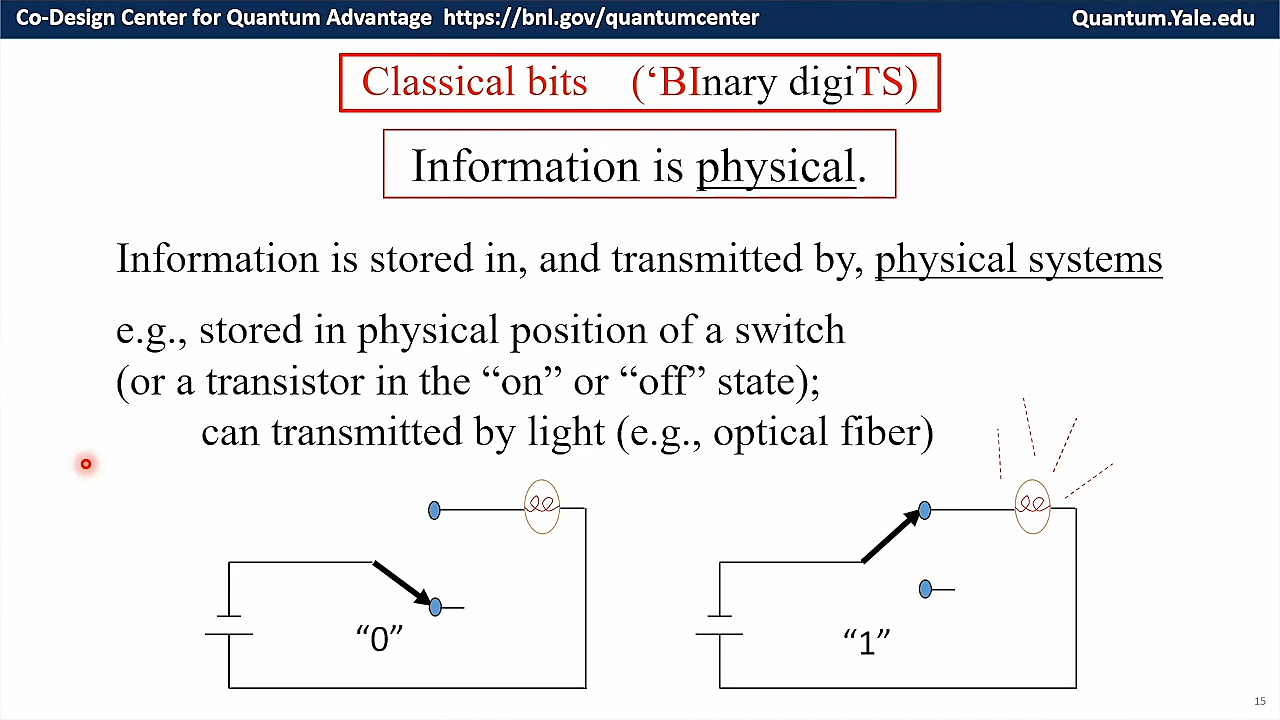 Co-Design Center for Quantum Advantage https://bnl.gov/quantumcenter
Quantum.Yale.edu
Classical bits (‘BInary digiTS)
Information is physical.
Information is stored in, and transmitted by, physical systems
e.g., stored in physical position of a switch
(or a transistor in the “on” or “off” state);
can transmitted by light (e.g., optical fiber)
“0”
“1”
15